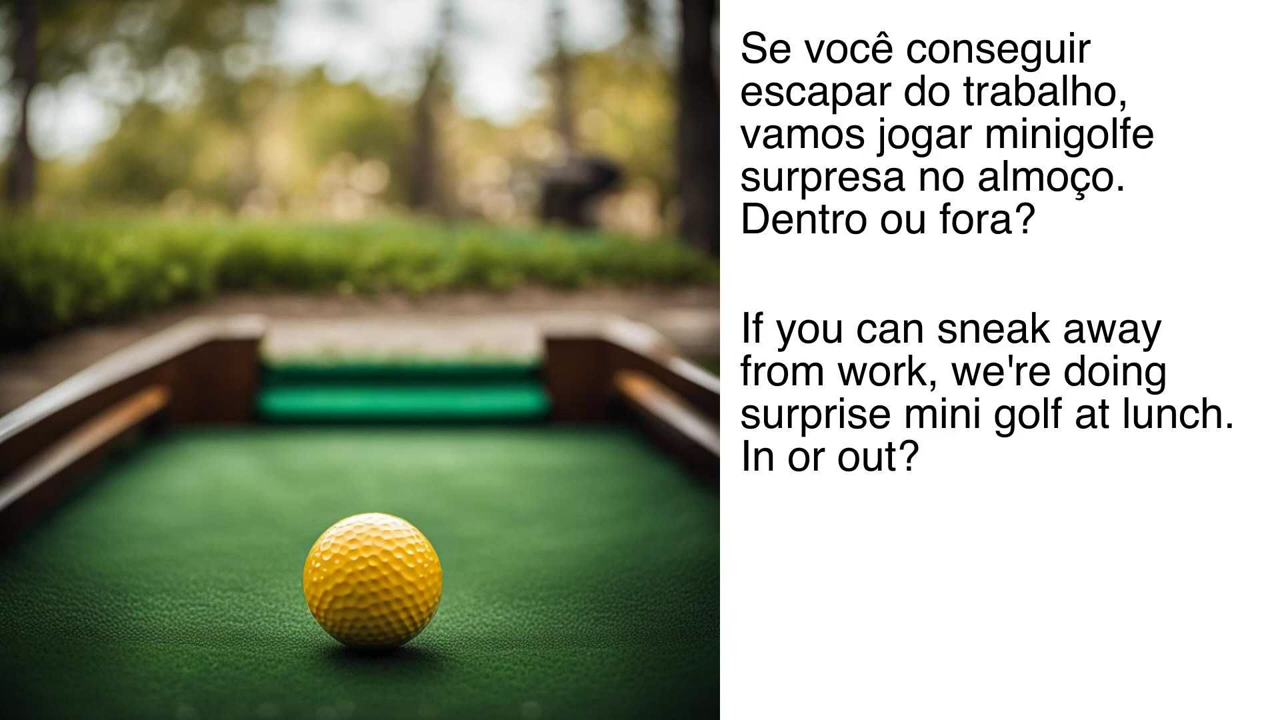 Se você conseguir
escapar do trabalho,
vamos jogar minigolfe
surpresa no almoço.
Dentro ou fora?
If you can sneak away
from work, we're doing
surprise mini golf at lunch.
In or out?